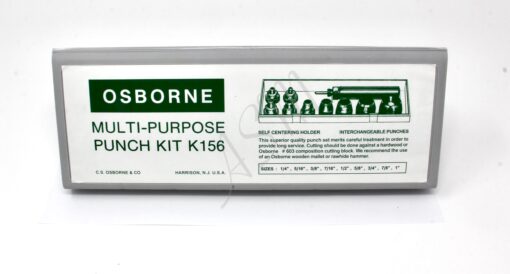 OSBORNE
MULTI-PURPOSE
PUNCH KIT K156
C.S. OSBORNE & CO HARRISON, N.J. U.S.A.
SELF CENTERING HOLDER INTERCHANGEABLE PUNCHES
This superior quality punch set merits careful treatment in order to
provide long service. Cutting should be done against a hardwood or
Osborne # 603 composition cutting block. We recommend the use
of an Osborne wooden mallet or rawhide hammer.
SIZES : 1/4" , 5/16" , 3/8" , 7/16" , 1/2" , 5/8" , 3/4" , 7/8" , 1"